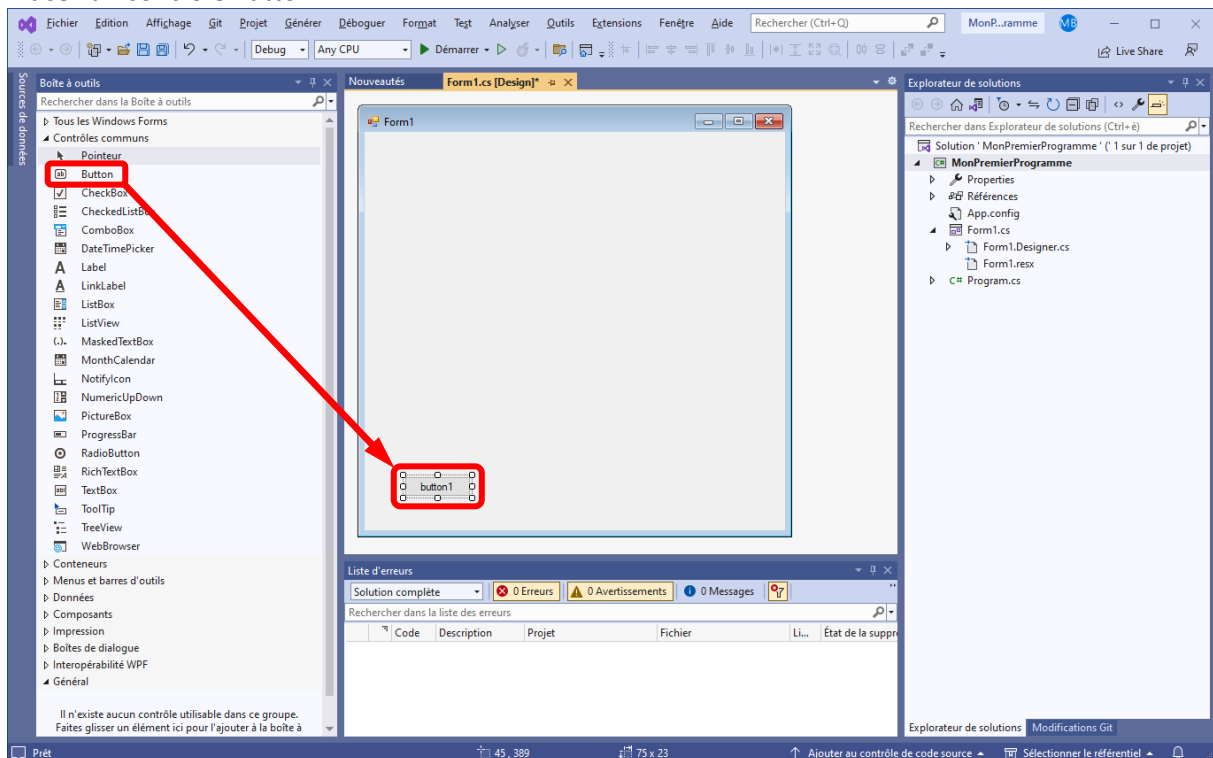 Fichier Edition Affichage Git Projet Générer Déboguer Format Test Analyser Outils Extensions Fenêtre Aide Rechercher (Ctrl+Q) MonP...ramme MB
Debug Any CPU Démarrer Live Share
Sources de données
Boîte à outils
Rechercher dans la Boîte à outils
Tous les Windows Forms
Contrôles communs
Pointeur
Button
CheckBox
CheckedListBox
ComboBox
DateTimePicker
Label
LinkLabel
ListBox
ListView
MaskedTextBox
MonthCalendar
NotifyIcon
NumericUpDown
PictureBox
ProgressBar
RadioButton
RichTextBox
TextBox
ToolTip
TreeView
WebBrowser
Conteneurs
Menus et barres d'outils
Données
Composants
Impression
Boîtes de dialogue
Interopérabilité WPF
Général
Il n'existe aucun contrôle utilisable dans ce groupe.
Faites glisser un élément ici pour l'ajouter à la boîte à
Nouveautés Form1.cs [Design]*
Form1
button1
Liste d'erreurs
Solution complète 0 Erreurs 0 Avertissements 0 Messages
Rechercher dans la liste des erreurs
Code Description Projet Fichier Li... État de la suppre
Explorateur de solutions
Rechercher dans Explorateur de solutions (Ctrl+è)
Solution ' MonPremierProgramme ' (' 1 sur 1 de projet)
MonPremierProgramme
Properties
Références
App.config
Form1.cs
Form1.Designer.cs
Form1.resx
C# Program.cs
Explorateur de solutions Modifications Git
Prêt 45 , 389 75 x 23 Ajouter au contrôle de code source Sélectionner le référentiel